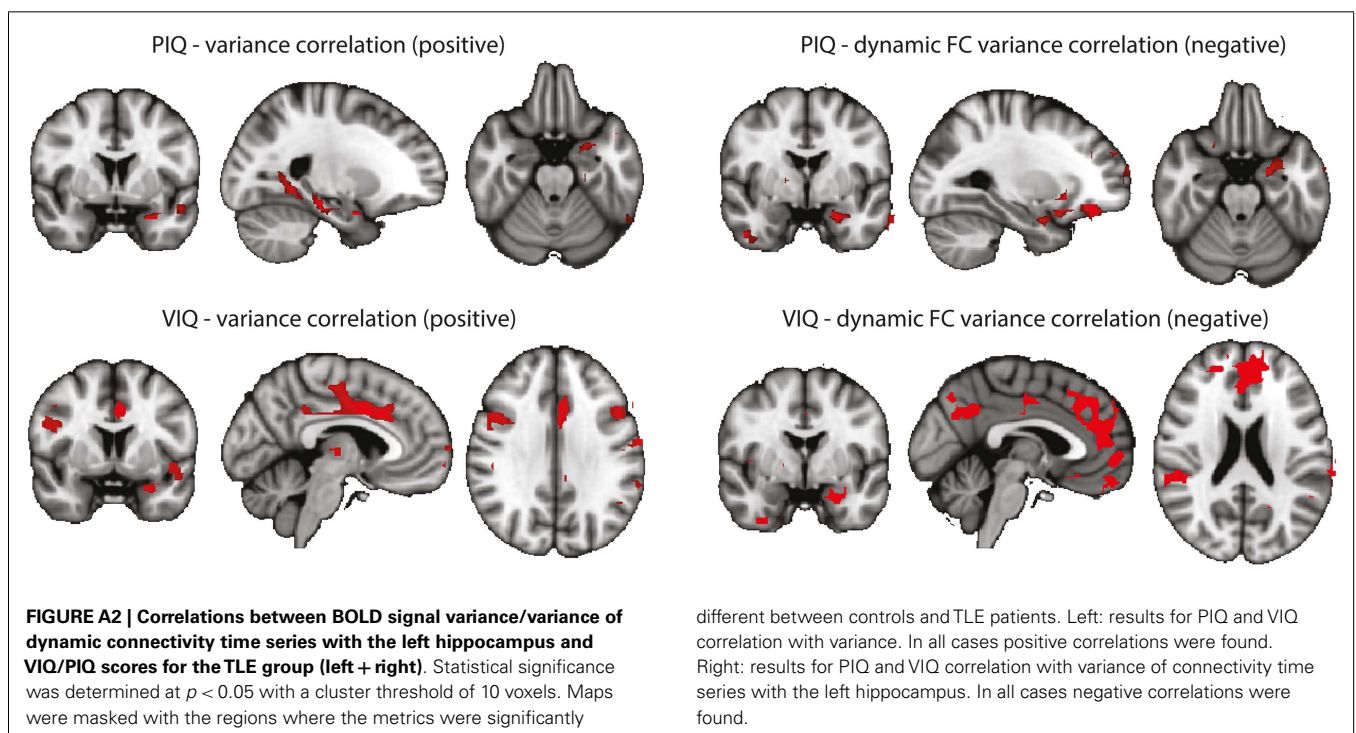 PIQ - variance correlation (positive)
PIQ - dynamic FC variance correlation (negative)
VIQ - variance correlation (positive)
VIQ - dynamic FC variance correlation (negative)
FIGURE A2 | Correlations between BOLD signal variance/variance of
dynamic connectivity time series with the left hippocampus and
VIQ/PIQ scores for the TLE group (left + right). Statistical significance
was determined at p < 0.05 with a cluster threshold of 10 voxels. Maps
were masked with the regions where the metrics were significantly
different between controls and TLE patients. Left: results for PIQ and VIQ
correlation with variance. In all cases positive correlations were found.
Right: results for PIQ and VIQ correlation with variance of connectivity time
series with the left hippocampus. In all cases negative correlations were
found.